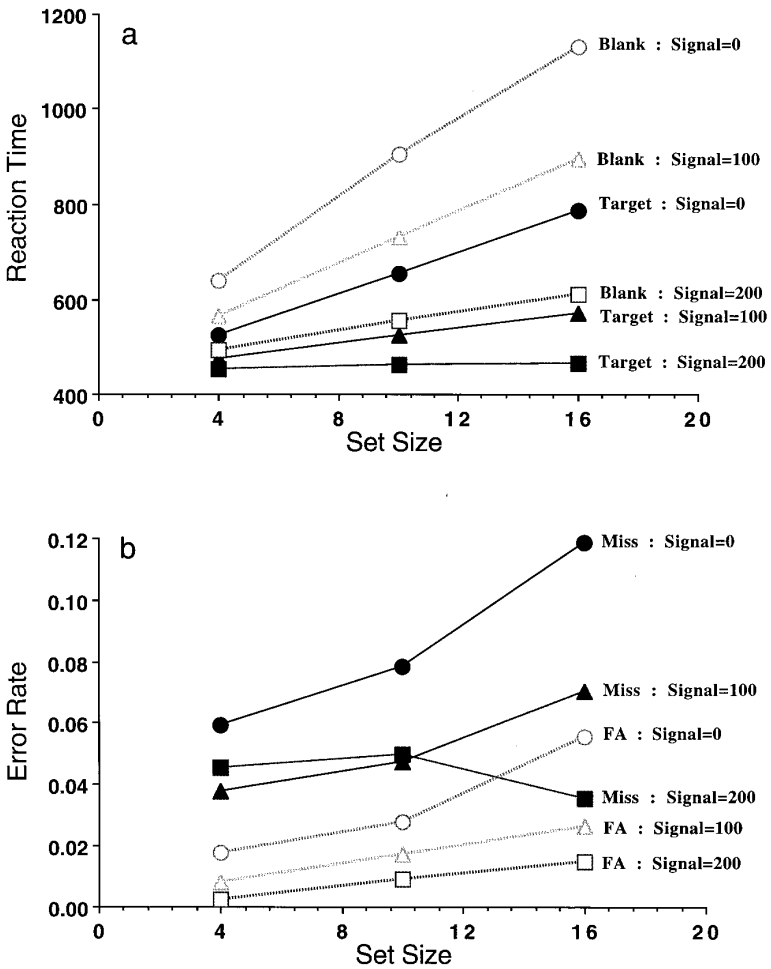 a
1200
1000
800
600
400
Reaction Time
0 4 8 12 16 20
Set Size
Blank : Signal=0
Blank : Signal=100
Target : Signal=0
Blank : Signal=200
Target : Signal=100
Target : Signal=200
b
0.12
0.10
0.08
0.06
0.04
0.02
0.00
Error Rate
0 4 8 12 16 20
Set Size
Miss : Signal=0
Miss : Signal=100
FA : Signal=0
Miss : Signal=200
FA : Signal=100
FA : Signal=200